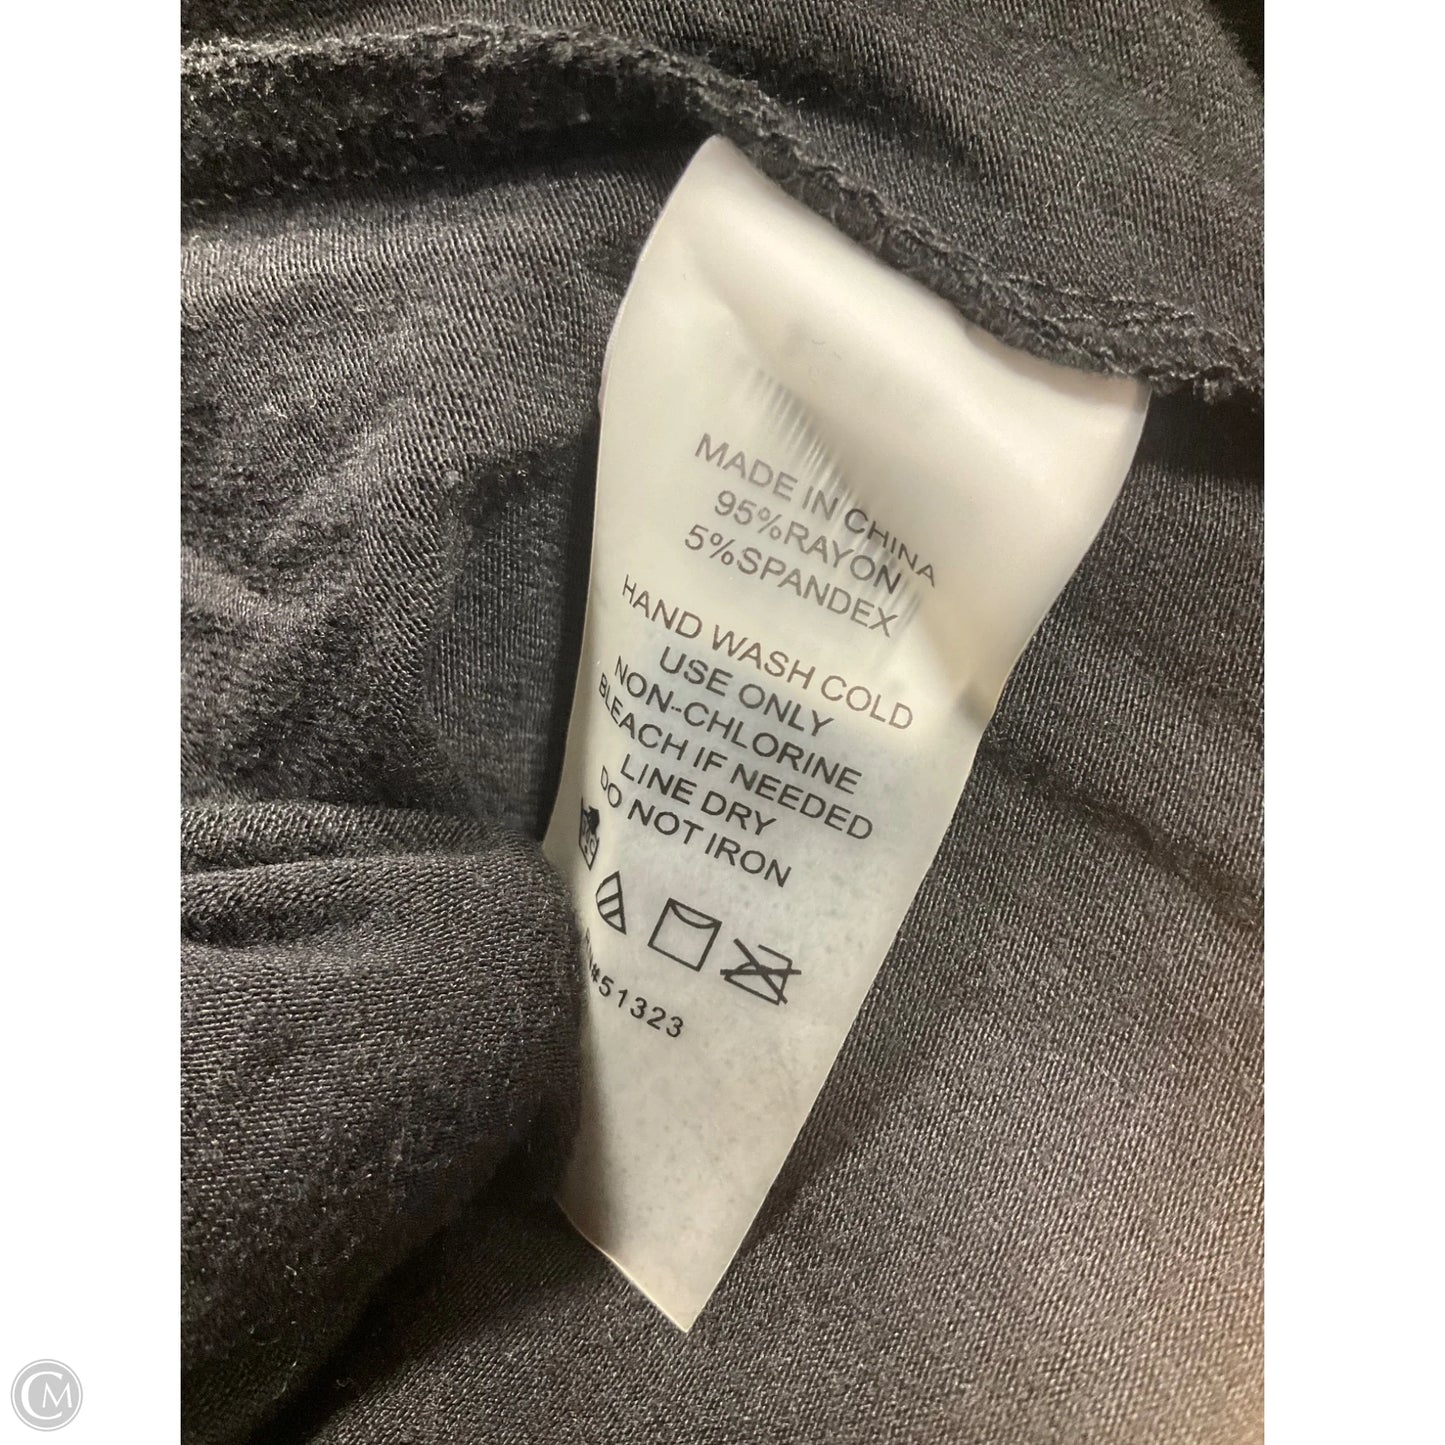 MADE IN CHINA
95%RAYON
5%SPANDEX
HAND WASH COLD
USE ONLY
NON-CHLORINE
BLEACH IF NEEDED
LINE DRY
DO NOT IRON
#51323
CM